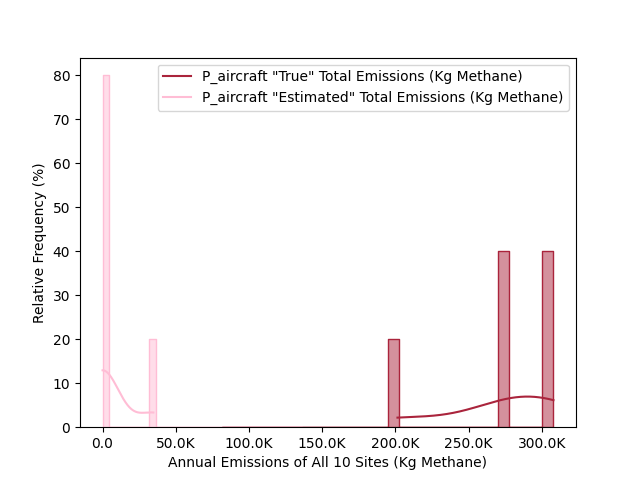 P_aircraft "True" Total Emissions (Kg Methane)
P_aircraft "Estimated" Total Emissions (Kg Methane)
80
70
60
50
40
30
20
10
0
Relative Frequency (%)
0.0 50.0K 100.0K 150.0K 200.0K 250.0K 300.0K
Annual Emissions of All 10 Sites (Kg Methane)